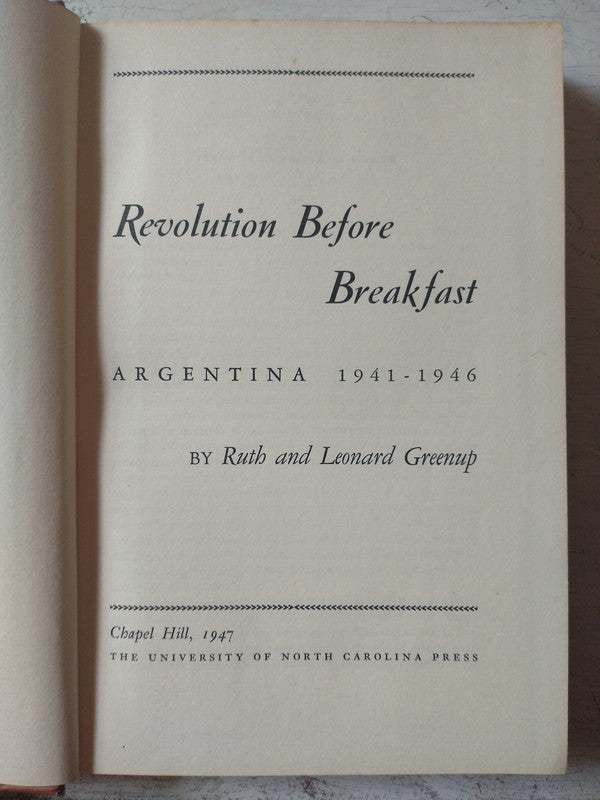 Revolution Before
Breakfast
ARGENTINA 1941-1946
BY Ruth and Leonard Greenup
Chapel Hill, 1947
THE UNIVERSITY OF NORTH CAROLINA PRESS